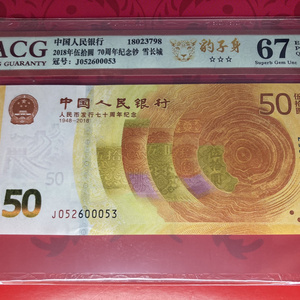 ACG
S GUARANTEE
中国人民银行 18023798
2018年伍拾圆 70周年纪念钞 雪长城
冠号: J052600053
豹子身
☆☆☆
67
Superb Gem Unc
中国人民银行
人民币发行七十周年纪念
1948-2018
50
50
50
J052600053